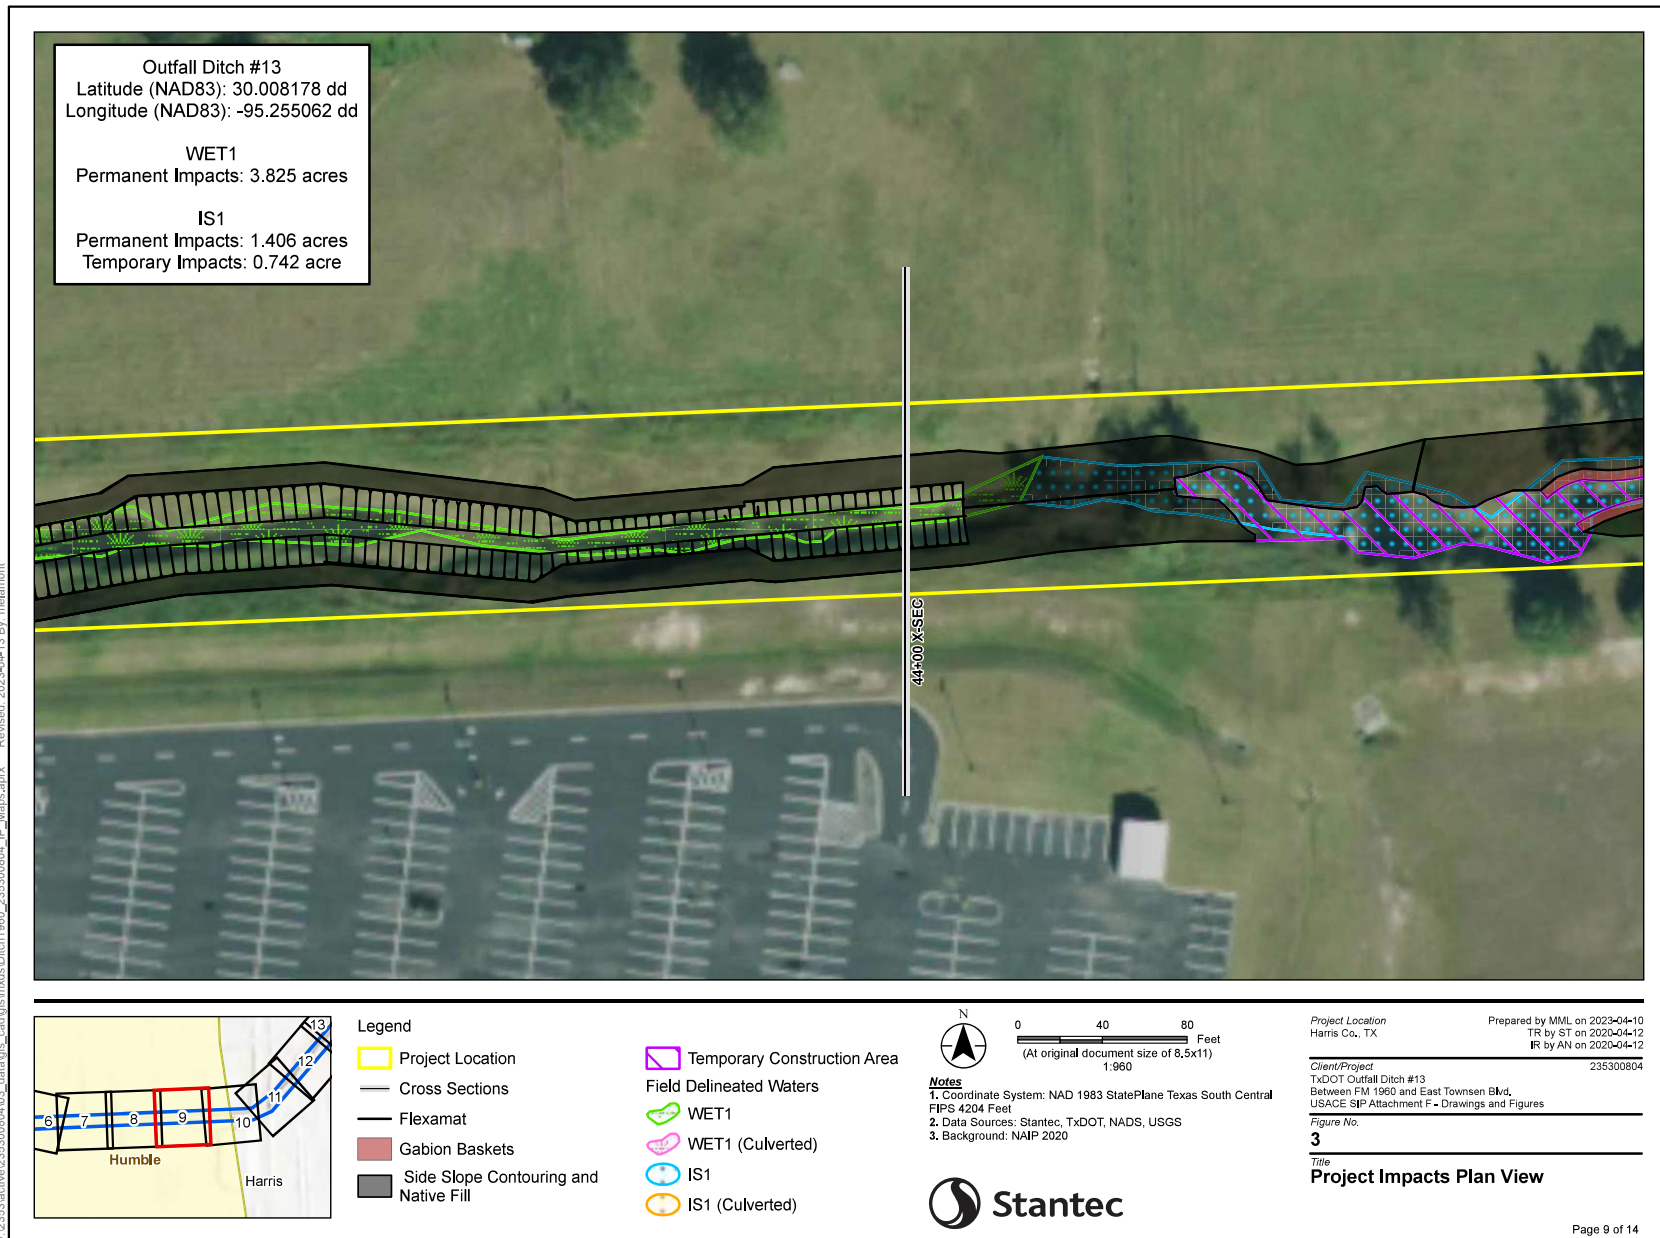 Outfall Ditch #13
Latitude (NAD83): 30.008178 dd
Longitude (NAD83): -95.255062 dd
WET1
Permanent Impacts: 3.825 acres
IS1
Permanent Impacts: 1.406 acres
Temporary Impacts: 0.742 acre
44+00 X-SEC
6
7
8
9
10
11
12
13
Humble
Harris
Legend
Project Location
Cross Sections
Flexamat
Gabion Baskets
Side Slope Contouring and
Native Fill
Temporary Construction Area
Field Delineated Waters
WET1
WET1 (Culverted)
IS1
IS1 (Culverted)
N
0 40 80
Feet
(At original document size of 8.5x11)
1:960
Notes
1. Coordinate System: NAD 1983 StatePlane Texas South Central
FIPS 4204 Feet
2. Data Sources: Stantec, TxDOT, NADS, USGS
3. Background: NAIP 2020
Stantec
Project Location
Harris Co., TX
Prepared by MML on 2023-04-10
TR by ST on 2020-04-12
IR by AN on 2020-04-12
Client/Project 235300804
TxDOT Outfall Ditch #13
Between FM 1960 and East Townsen Blvd.
USACE SIP Attachment F - Drawings and Figures
Figure No.
3
Title
Project Impacts Plan View
Page 9 of 14